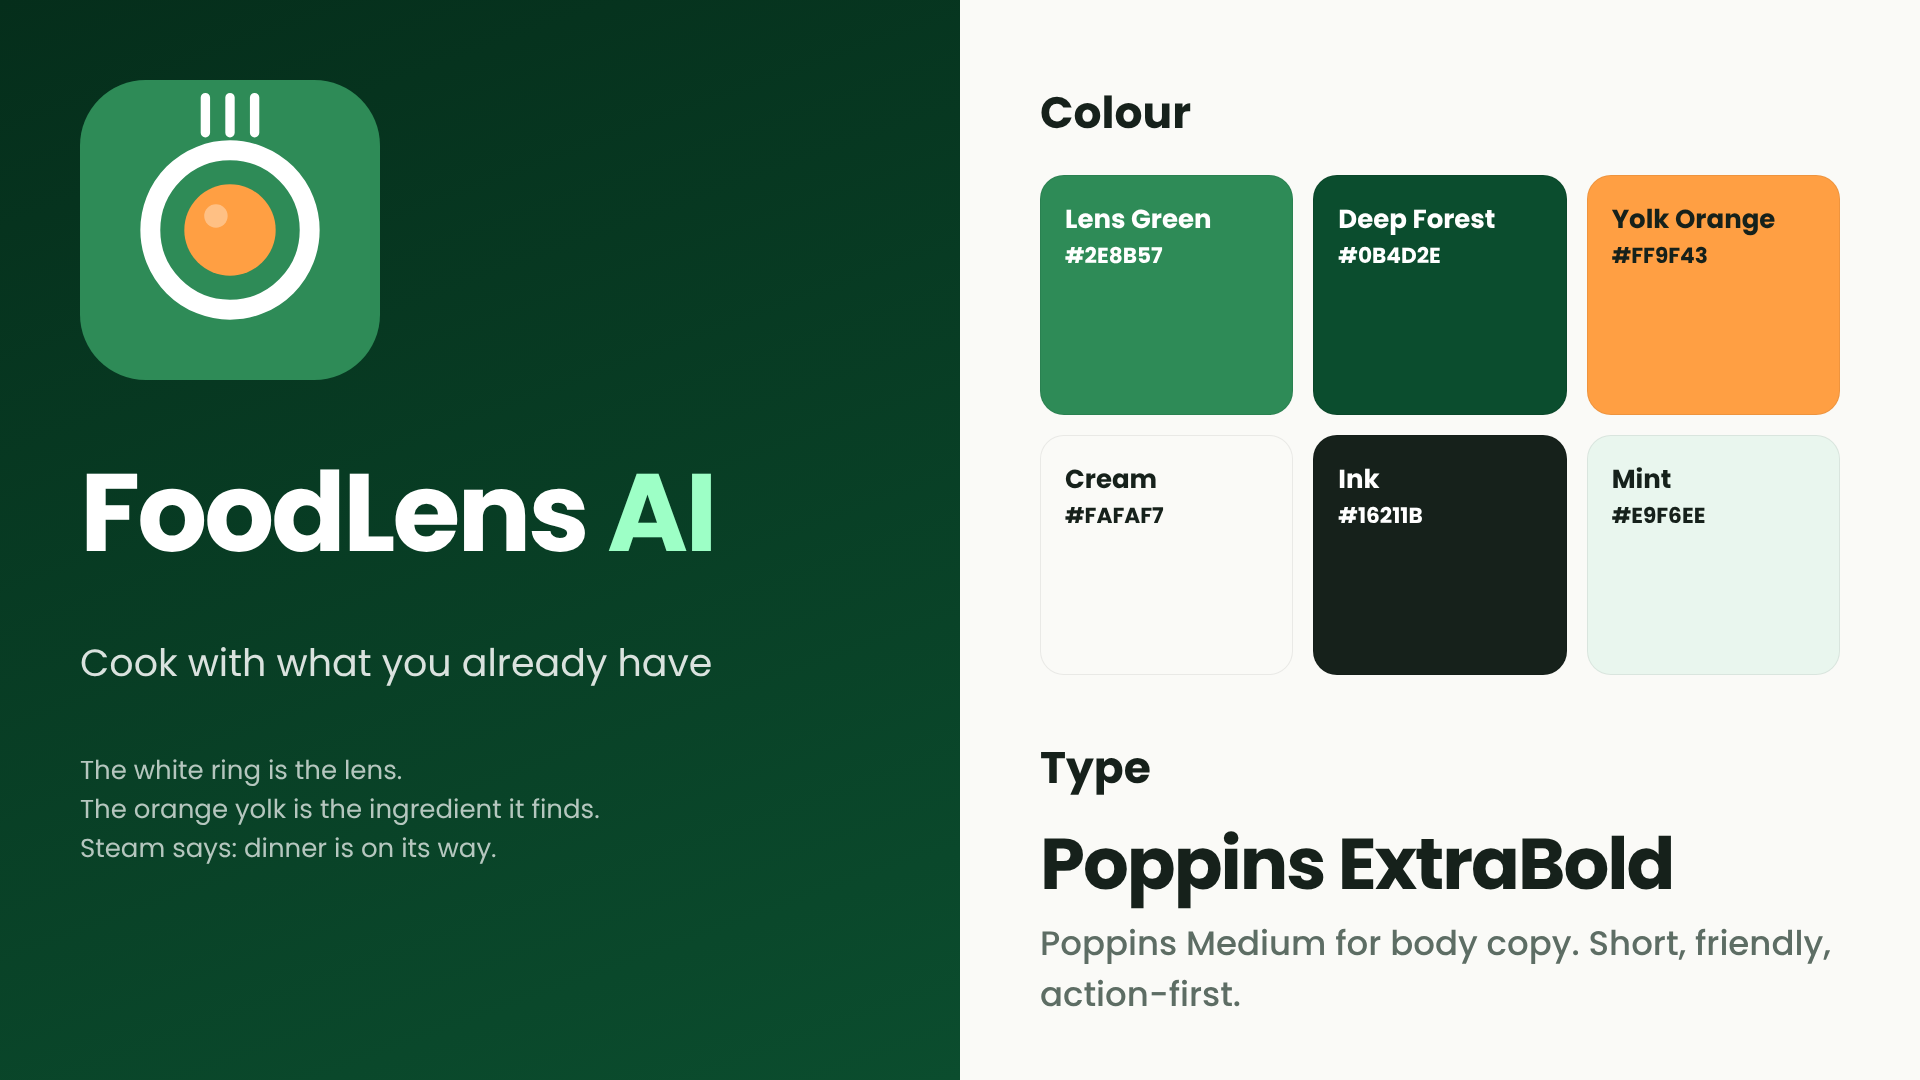 FoodLens AI
Cook with what you already have
The white ring is the lens.
The orange yolk is the ingredient it finds.
Steam says: dinner is on its way.
Colour
Lens Green
#2E8B57
Deep Forest
#0B4D2E
Yolk Orange
#FF9F43
Cream
#FAFAF7
Ink
#16211B
Mint
#E9F6EE
Type
Poppins ExtraBold
Poppins Medium for body copy. Short, friendly,
action-first.